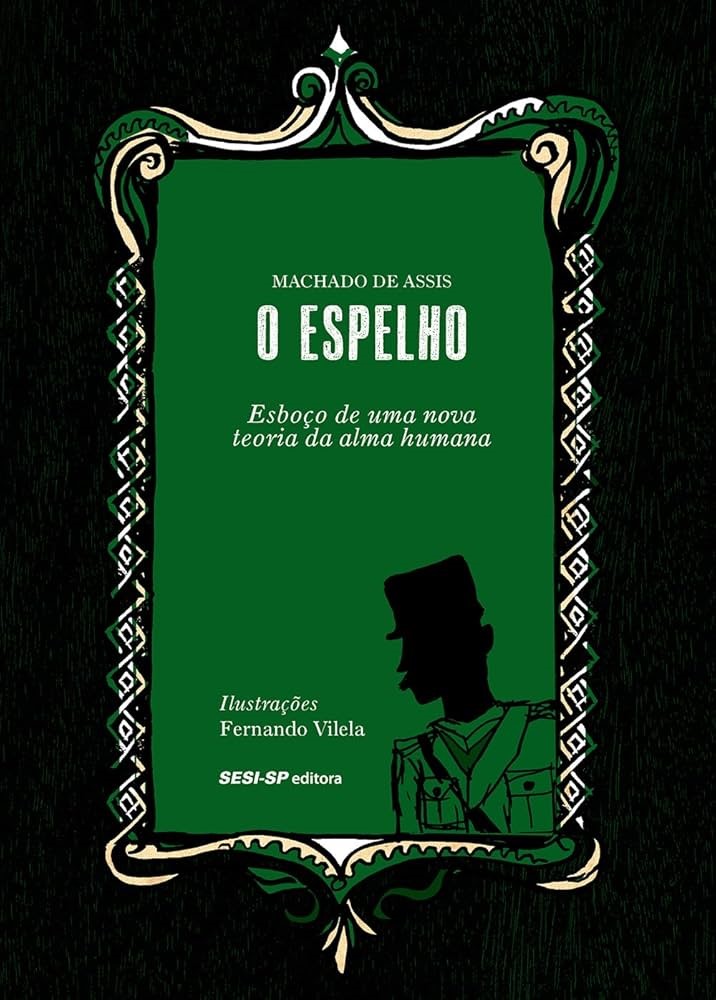 MACHADO DE ASSIS
O ESPELHO
Esboço de uma nova
teoria da alma humana
Ilustrações
Fernando Vilela
SESI-SP editora